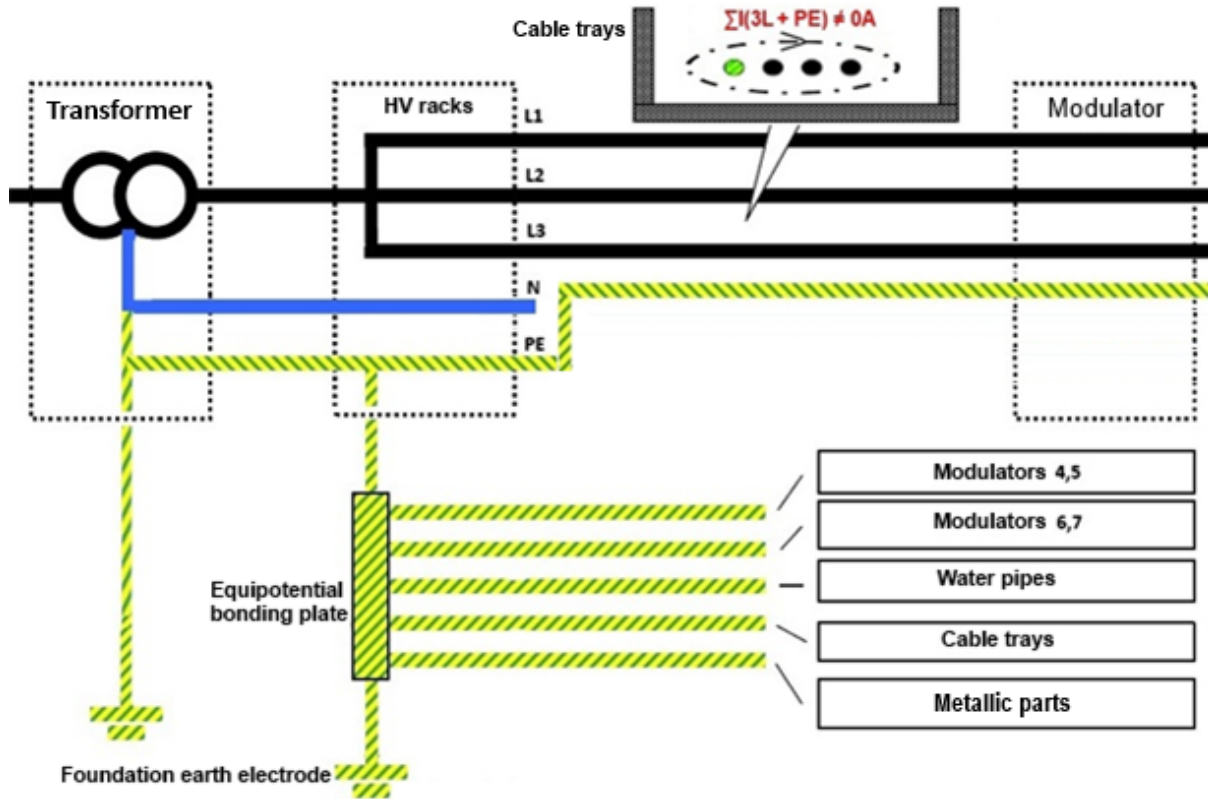 Cable trays
∑I(3L + PE) ≠ 0A
Transformer
HV racks
Modulator
L1
L2
L3
N
PE
Modulators 4,5
Modulators 6,7
Water pipes
Cable trays
Metallic parts
Equipotential
bonding plate
Foundation earth electrode